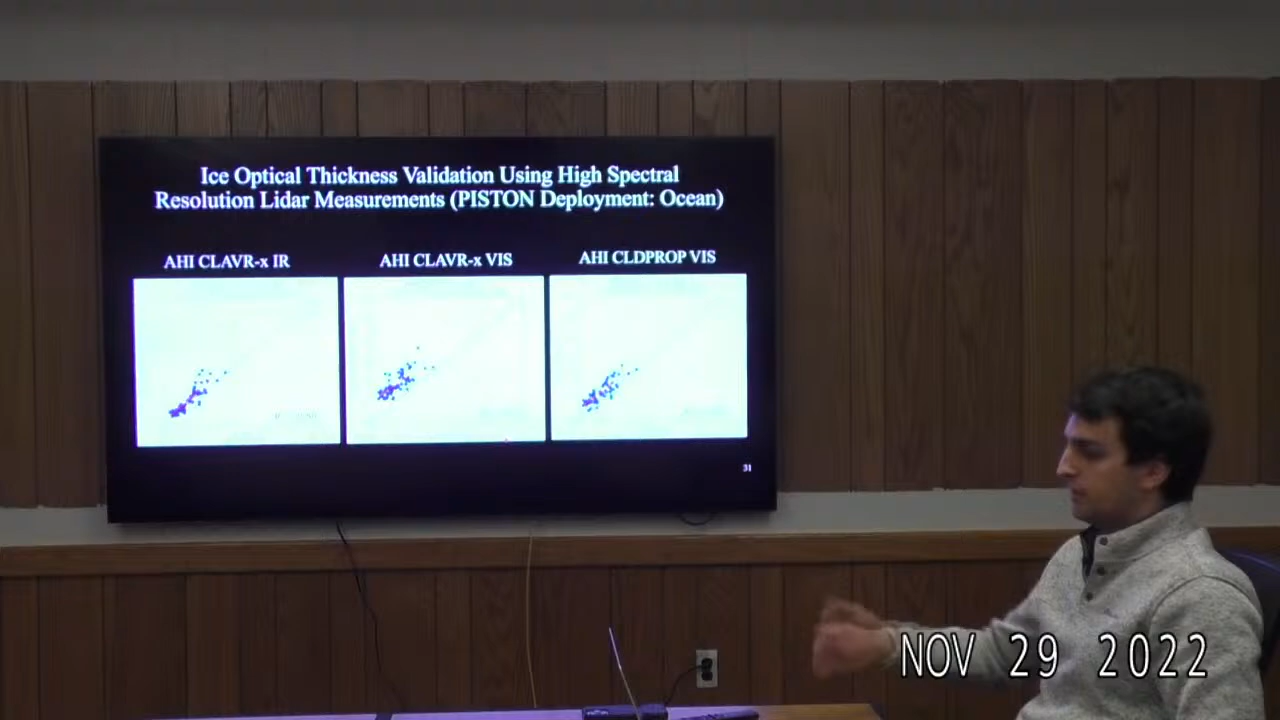 Ice Optical Thickness Validation Using High Spectral
Resolution Lidar Measurements (PISTON Deployment: Ocean)
AHI CLAVR-x IR
AHI CLAVR-x VIS
AHI CLDPROP VIS
31
NOV 29 2022